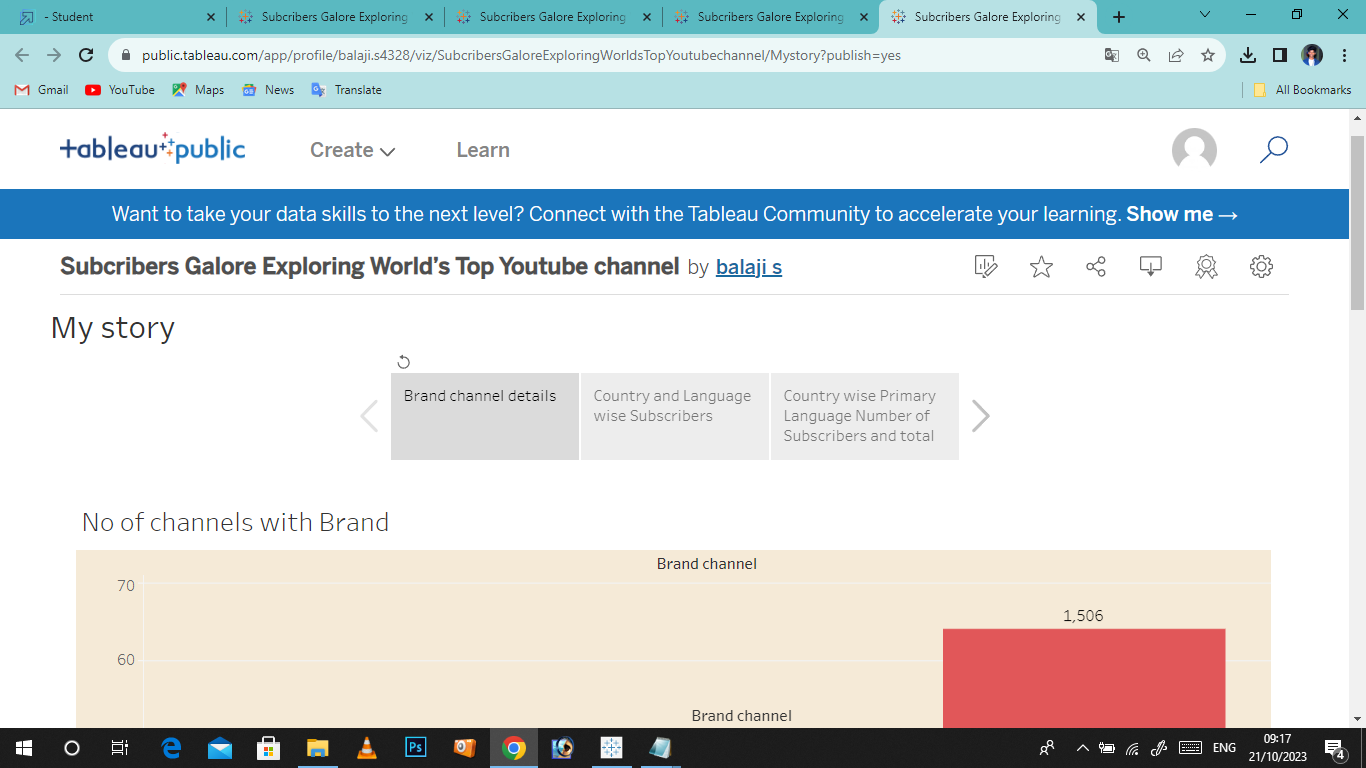 - Student
Subcribers Galore Exploring
Subcribers Galore Exploring
Subcribers Galore Exploring
Subcribers Galore Exploring
public.tableau.com/app/profile/balaji.s4328/viz/SubcribersGaloreExploringWorldsTopYoutubechannel/Mystory?publish=yes
Gmail
YouTube
Maps
News
Translate
All Bookmarks
tableau public
Create
Learn
Want to take your data skills to the next level? Connect with the Tableau Community to accelerate your learning. Show me →
Subcribers Galore Exploring World's Top Youtube channel by balaji s
My story
Brand channel details
Country and Language
wise Subscribers
Country wise Primary
Language Number of
Subscribers and total
No of channels with Brand
Brand channel
70
1,506
60
Brand channel
Ps
ENG
09:17
21/10/2023
4